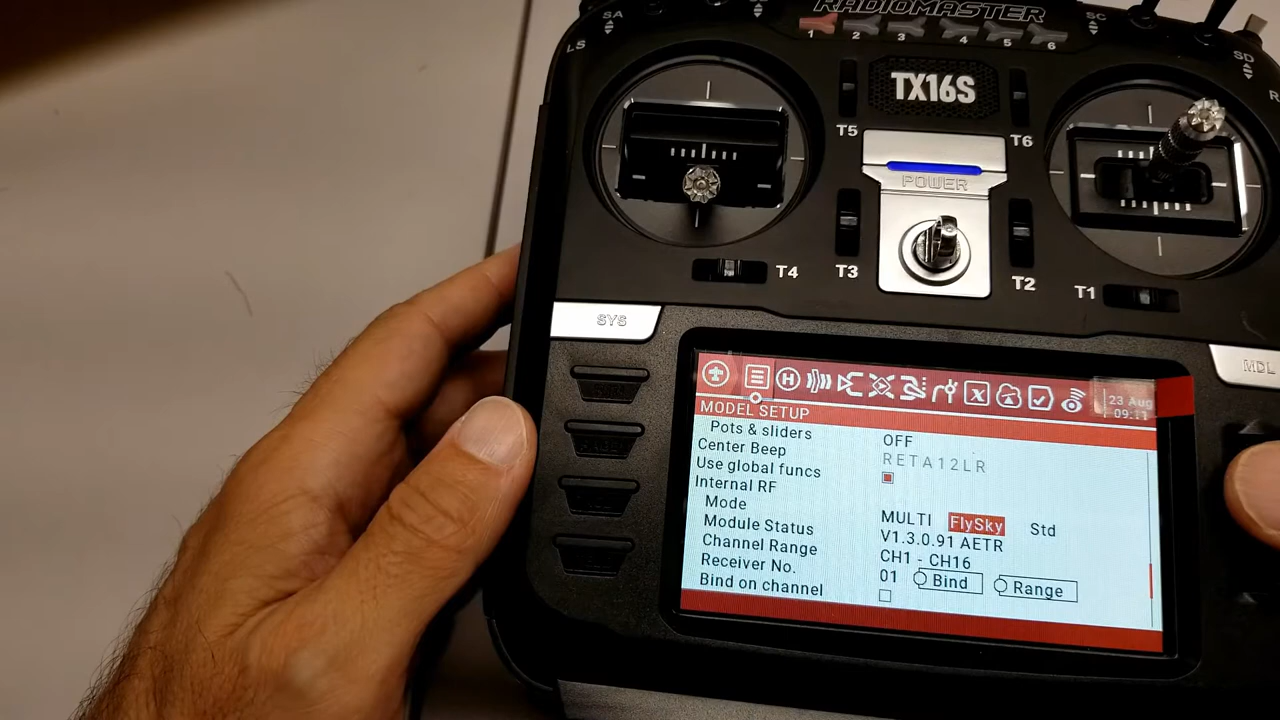 RADIOMASTER
SA
SC
LS
1 2 3 4 5 6
SD
R
TX16S
T5
T6
POWER
T4
T3
T2
T1
SYS
MDL
23 Aug
09:11
MODEL SETUP
Pots & sliders OFF
Center Beep RETA12LR
Use global funcs
Internal RF
Mode MULTI FlySky Std
Module Status V1.3.0.91 AETR
Channel Range CH1 - CH16
Receiver No. 01 Bind Range
Bind on channel